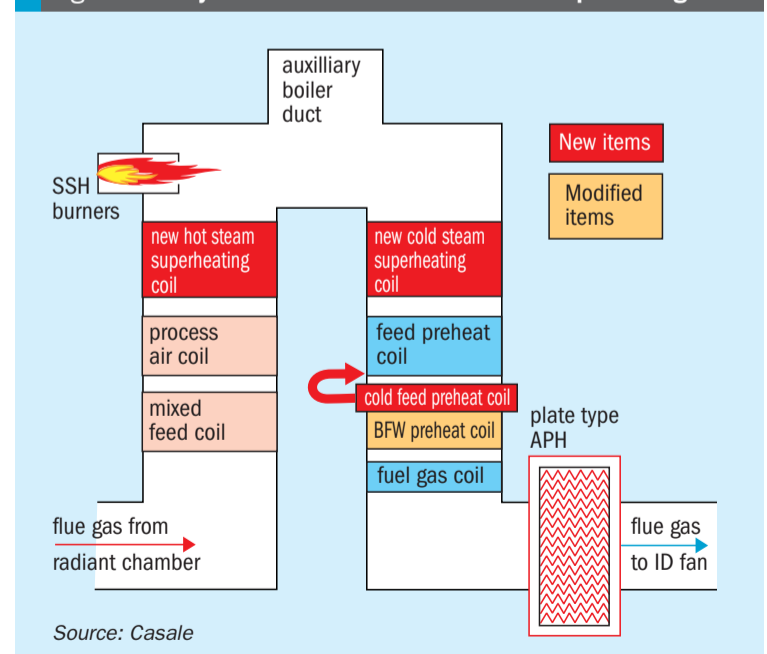 auxilliary
boiler
duct
New items
Modified
items
SSH
burners
new hot steam
superheating
coil
new cold steam
superheating
coil
process
air coil
feed preheat
coil
mixed
feed coil
cold feed preheat coil
BFW preheat coil
fuel gas coil
plate type
APH
flue gas from
radiant chamber
flue gas
to ID fan
Source: Casale